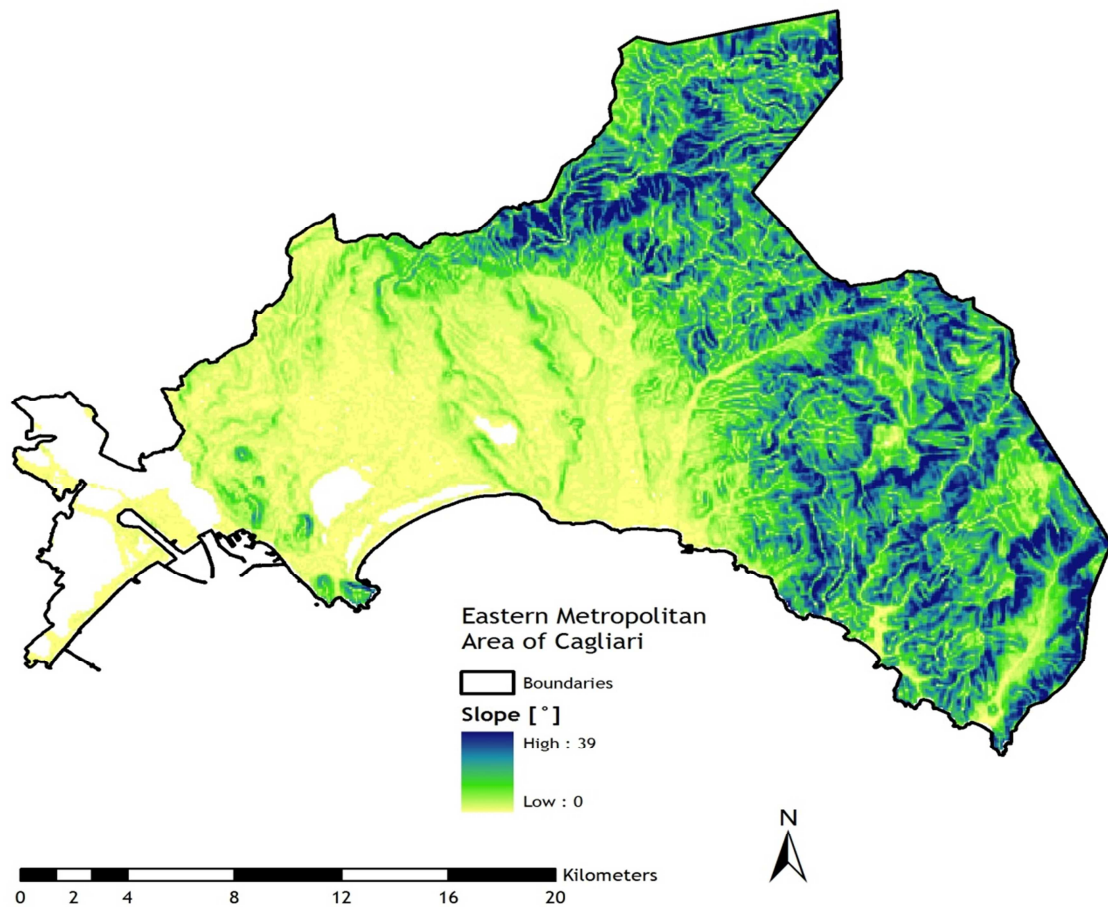 Eastern Metropolitan
Area of Cagliari
Boundaries
Slope [°]
High : 39
Low : 0
N
Kilometers
0 2 4 8 12 16 20